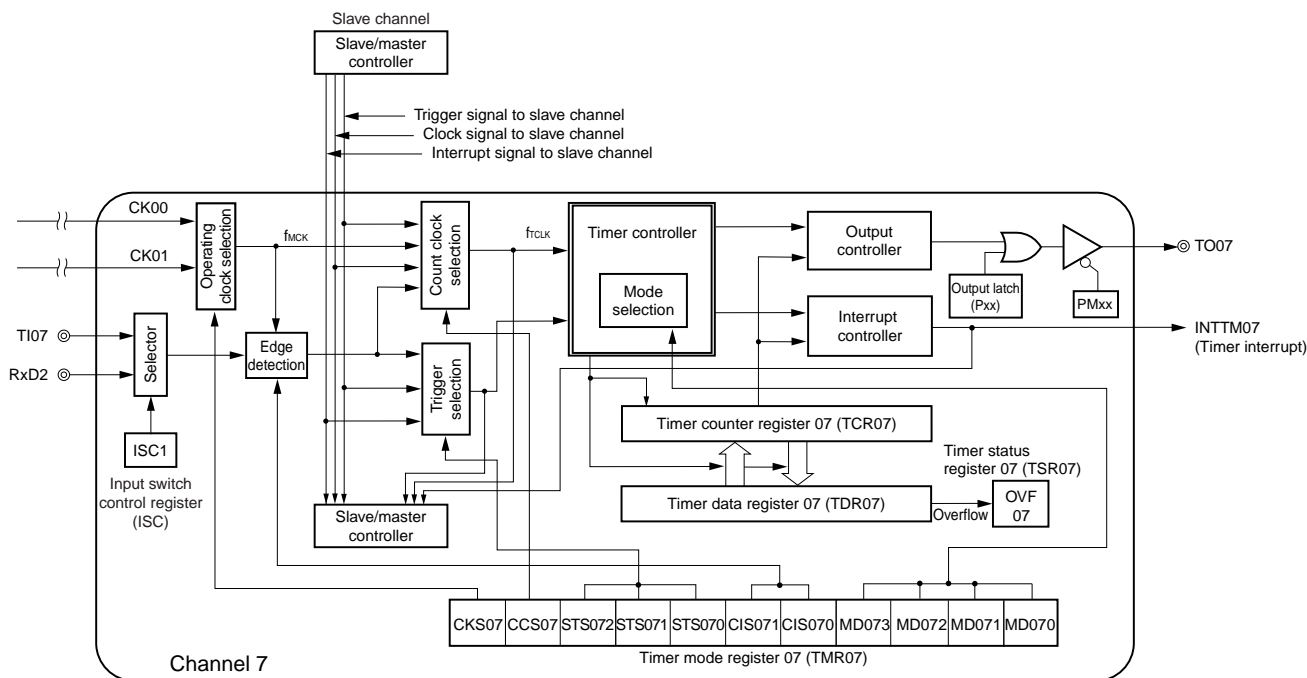 Slave channel
Slave/master
controller
Trigger signal to slave channel
Clock signal to slave channel
Interrupt signal to slave channel
CK00
CK01
Operating
clock selection
fMCK
Count clock
selection
fTCLK
Timer controller
Mode
selection
Output
controller
Output latch
(Pxx)
PMxx
TO07
TI07
RxD2
Selector
Edge
detection
Trigger
selection
Interrupt
controller
INTTM07
(Timer interrupt)
ISC1
Input switch
control register
(ISC)
Timer counter register 07 (TCR07)
Timer status
register 07 (TSR07)
Slave/master
controller
Timer data register 07 (TDR07)
Overflow
OVF
07
CKS07 CCS07 STS072 STS071 STS070 CIS071 CIS070 MD073 MD072 MD071 MD070
Timer mode register 07 (TMR07)
Channel 7